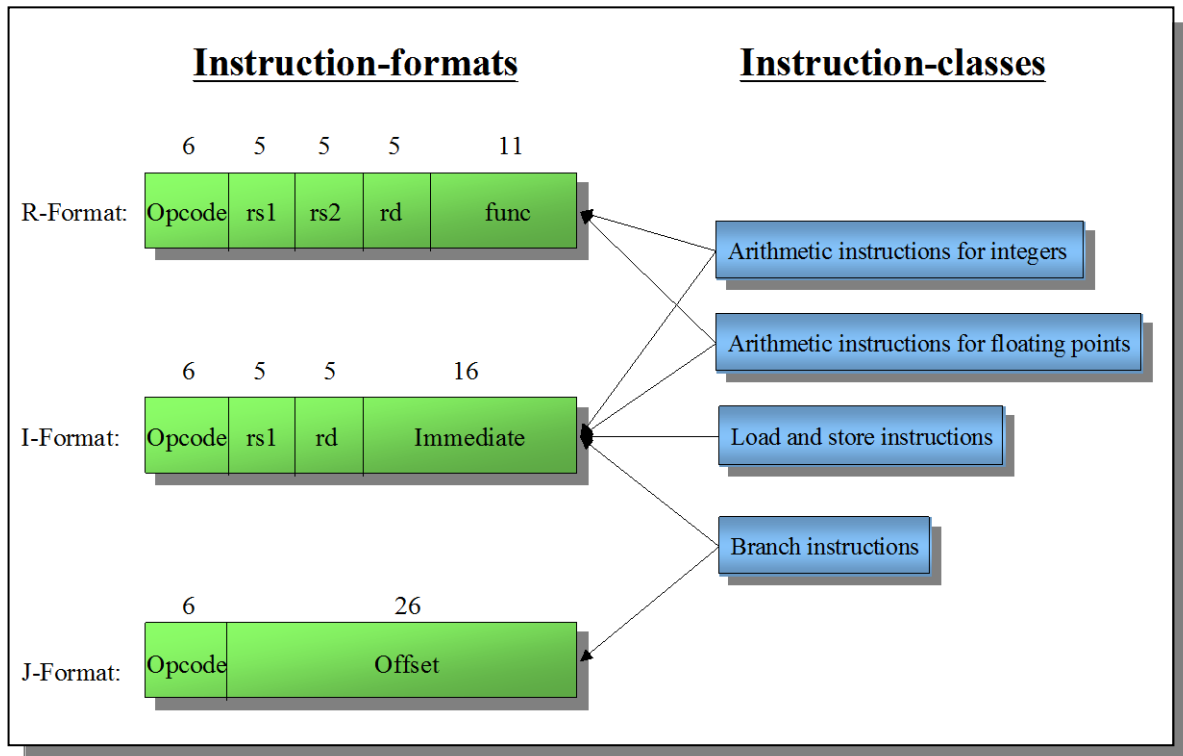 Instruction-formats
Instruction-classes
6 5 5 5 11
R-Format: Opcode rs1 rs2 rd func
Arithmetic instructions for integers
Arithmetic instructions for floating points
6 5 5 16
I-Format: Opcode rs1 rd Immediate
Load and store instructions
Branch instructions
6 26
J-Format: Opcode Offset